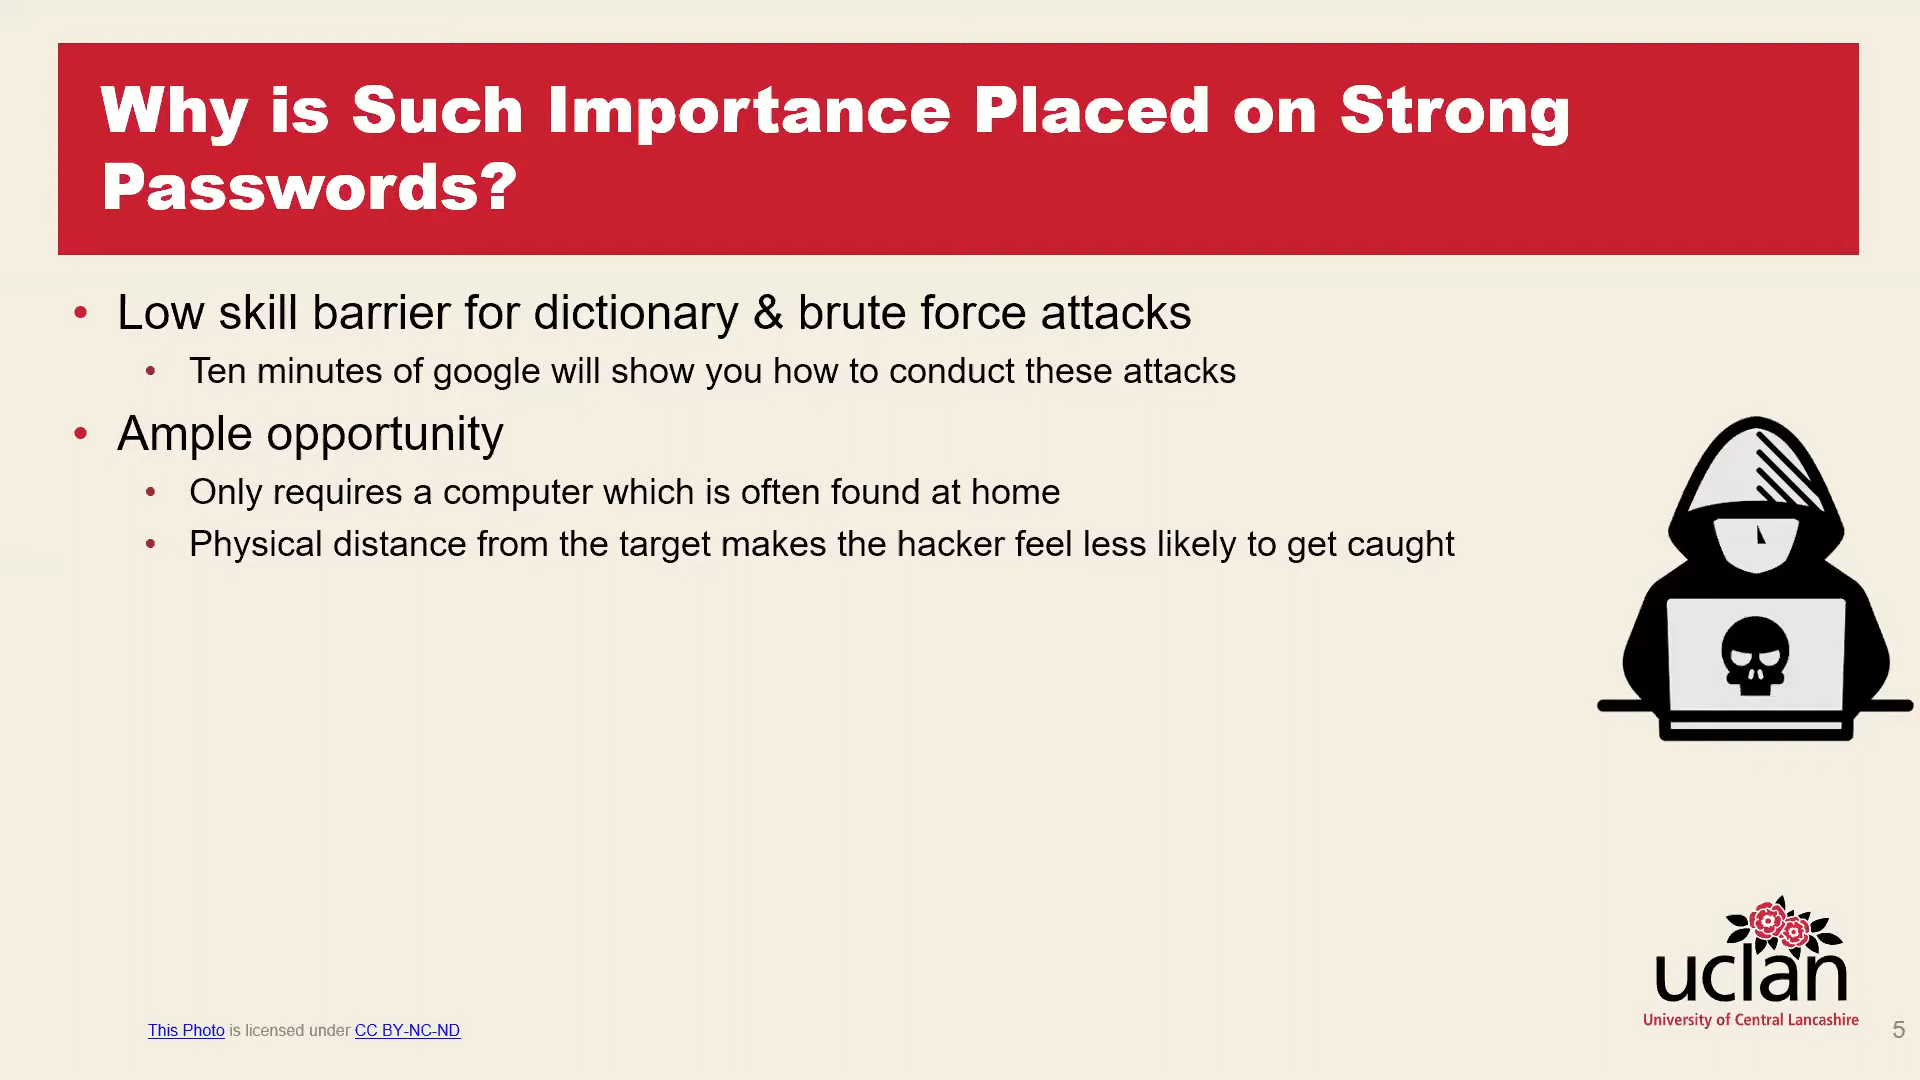 Why is Such Importance Placed on Strong
Passwords?
• Low skill barrier for dictionary & brute force attacks
• Ten minutes of google will show you how to conduct these attacks
• Ample opportunity
• Only requires a computer which is often found at home
• Physical distance from the target makes the hacker feel less likely to get caught
uclan
University of Central Lancashire
This Photo is licensed under CC BY-NC-ND
5